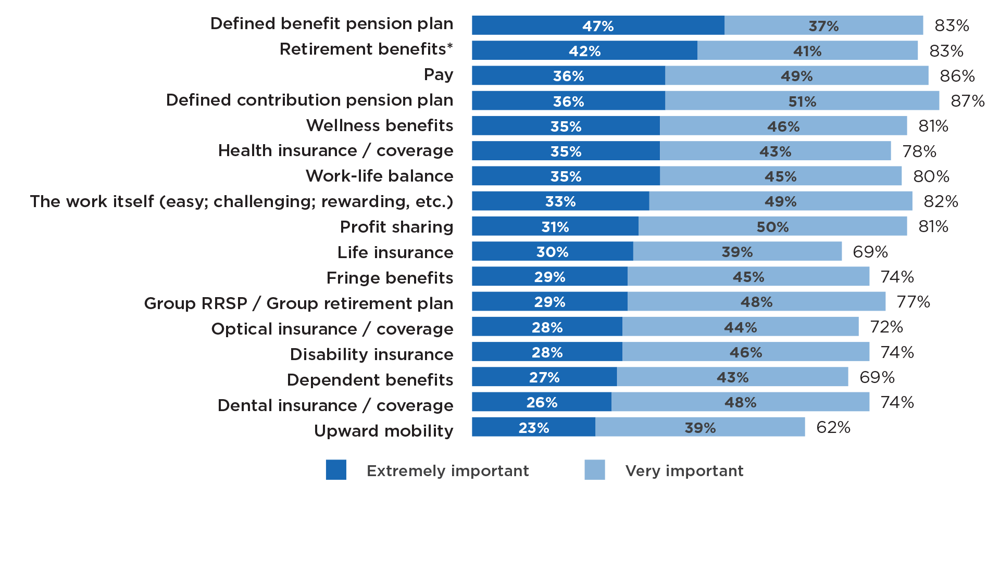 Defined benefit pension plan 47% 37% 83%
Retirement benefits* 42% 41% 83%
Pay 36% 49% 86%
Defined contribution pension plan 36% 51% 87%
Wellness benefits 35% 46% 81%
Health insurance / coverage 35% 43% 78%
Work-life balance 35% 45% 80%
The work itself (easy; challenging; rewarding, etc.) 33% 49% 82%
Profit sharing 31% 50% 81%
Life insurance 30% 39% 69%
Fringe benefits 29% 45% 74%
Group RRSP / Group retirement plan 29% 48% 77%
Optical insurance / coverage 28% 44% 72%
Disability insurance 28% 46% 74%
Dependent benefits 27% 43% 69%
Dental insurance / coverage 26% 48% 74%
Upward mobility 23% 39% 62%
Extremely important Very important